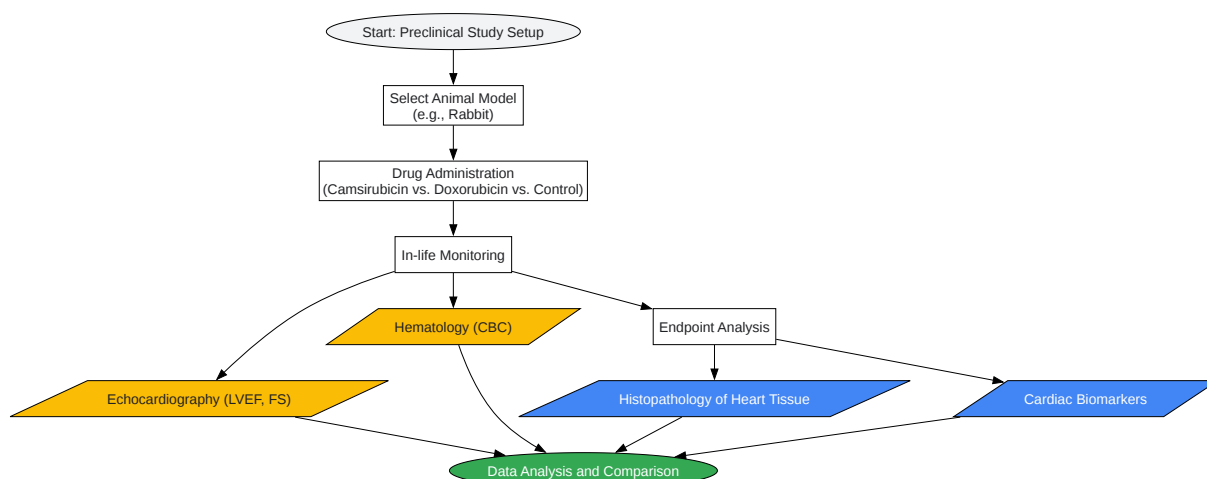 Start: Preclinical Study Setup
Select Animal Model
(e.g., Rabbit)
Drug Administration
(Camsirubicin vs. Doxorubicin vs. Control)
In-life Monitoring
Hematology (CBC)
Endpoint Analysis
Echocardiography (LVEF, FS)
Histopathology of Heart Tissue
Cardiac Biomarkers
Data Analysis and Comparison